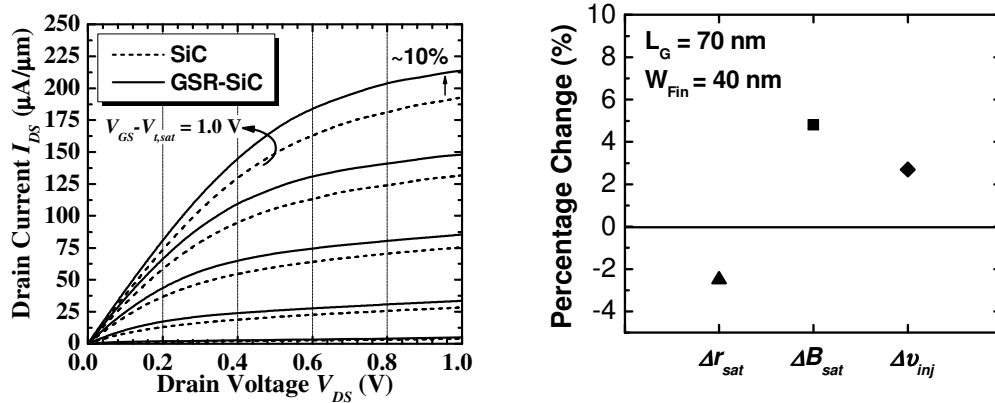 Drain Current I_DS (μA/μm)
250
225
200
175
150
125
100
75
50
25
0
SiC
GSR-SiC
~10%
V_GS-V_t,sat = 1.0 V
0.0 0.2 0.4 0.6 0.8 1.0
Drain Voltage V_DS (V)
Percentage Change (%)
10
8
6
4
2
0
-2
-4
L_G = 70 nm
W_Fin = 40 nm
Δr_sat ΔB_sat Δυ_inj